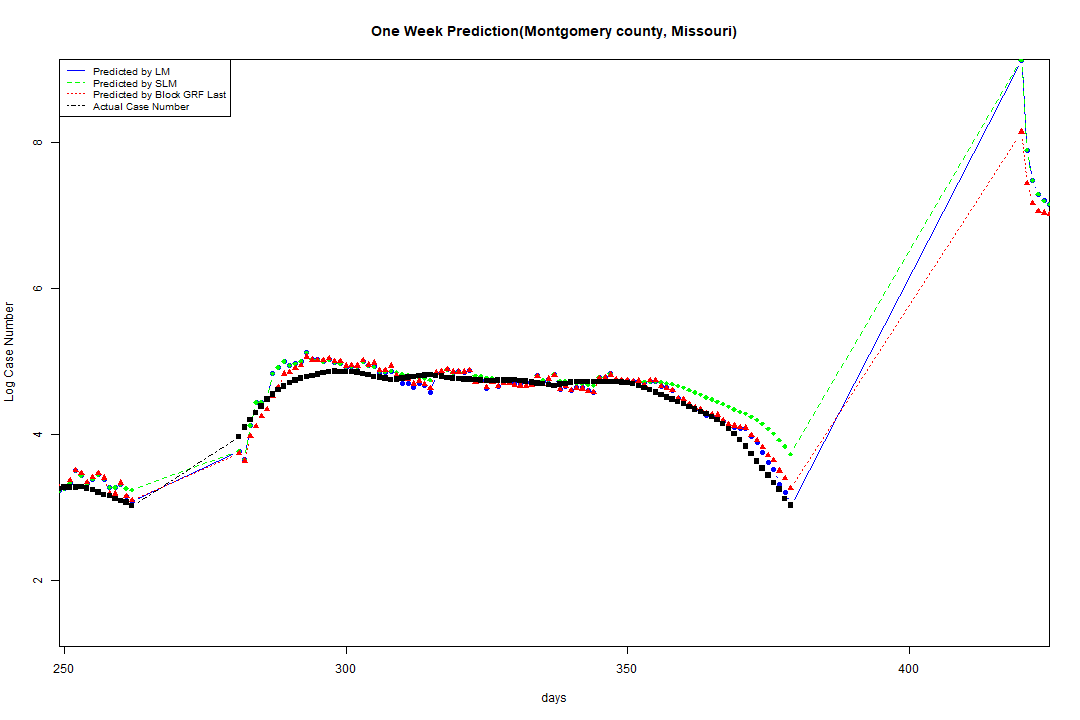 One Week Prediction(Montgomery county, Missouri)
Predicted by LM
Predicted by SLM
Predicted by Block GRF Last
Actual Case Number
Log Case Number
8
6
4
2
250 300 350 400
days